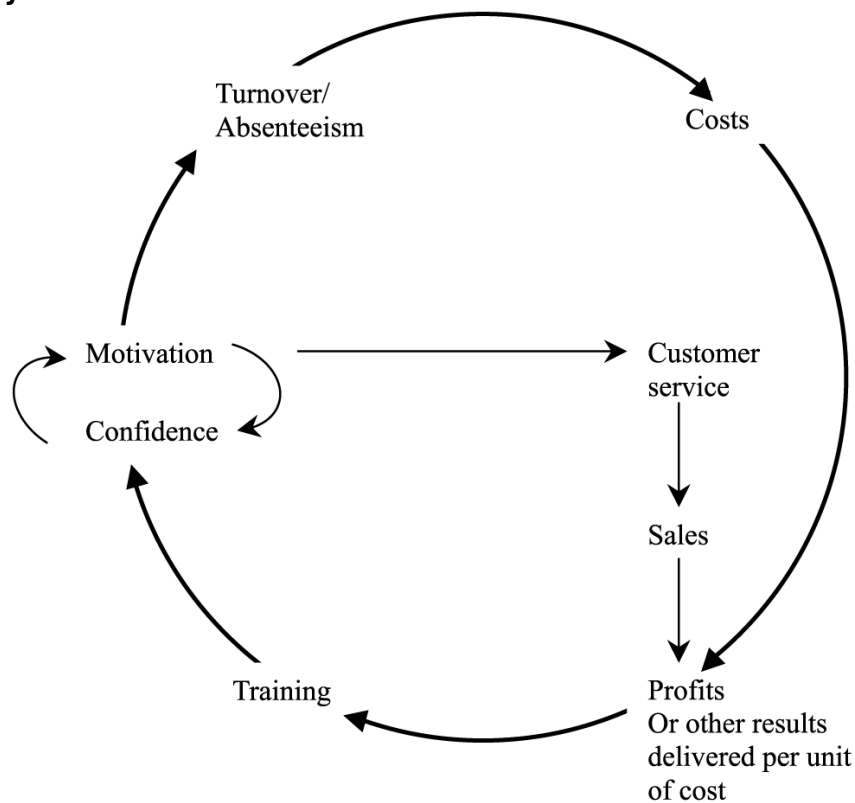 Turnover/
Absenteeism
Costs
Motivation
Confidence
Customer
service
Sales
Training
Profits
Or other results
delivered per unit
of cost